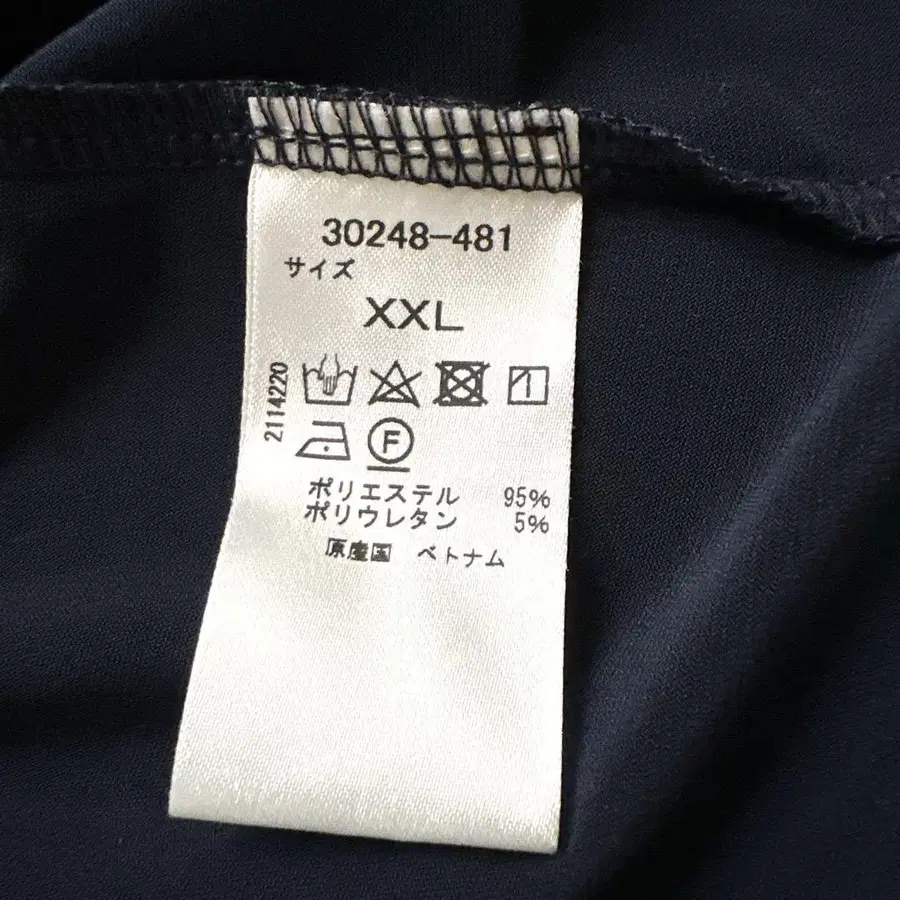 30248-481
サイズ
XXL
2114220
F
ポリエステル 95%
ポリウレタン 5%
原産国 ベトナム